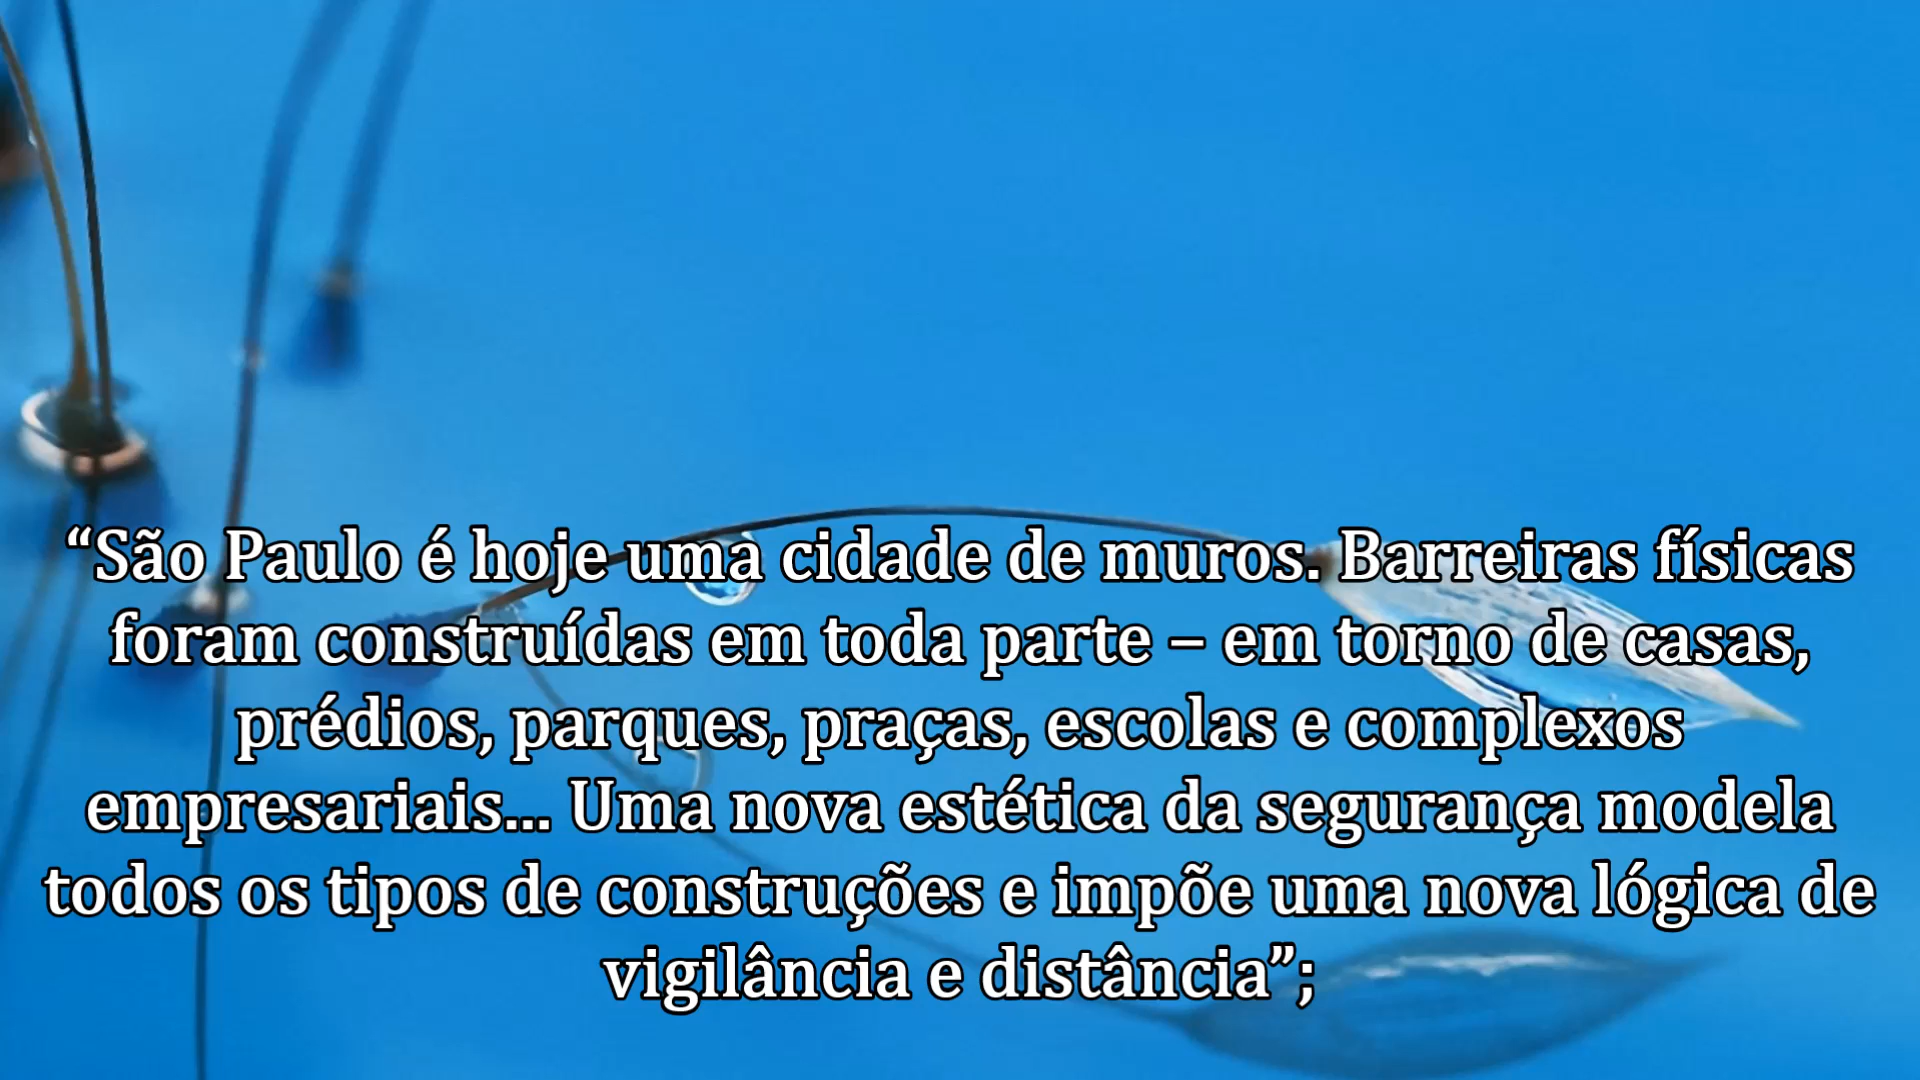 “São Paulo é hoje uma cidade de muros. Barreiras físicas
foram construídas em toda parte – em torno de casas,
prédios, parques, praças, escolas e complexos
empresariais... Uma nova estética da segurança modela
todos os tipos de construções e impõe uma nova lógica de
vigilância e distância”;